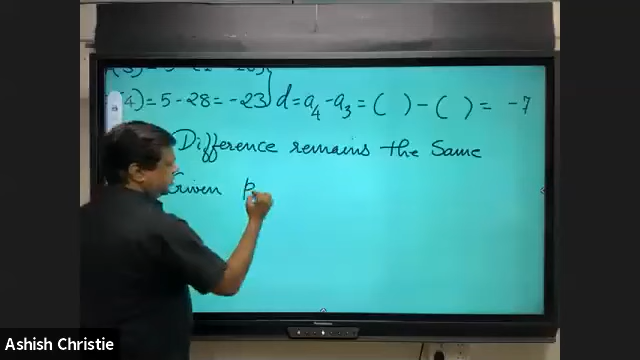 (4) = 5 - 28 = -23 d = a₄ - a₃ = ( ) - ( ) = -7
Difference remains the Same
Given
Ashish Christie